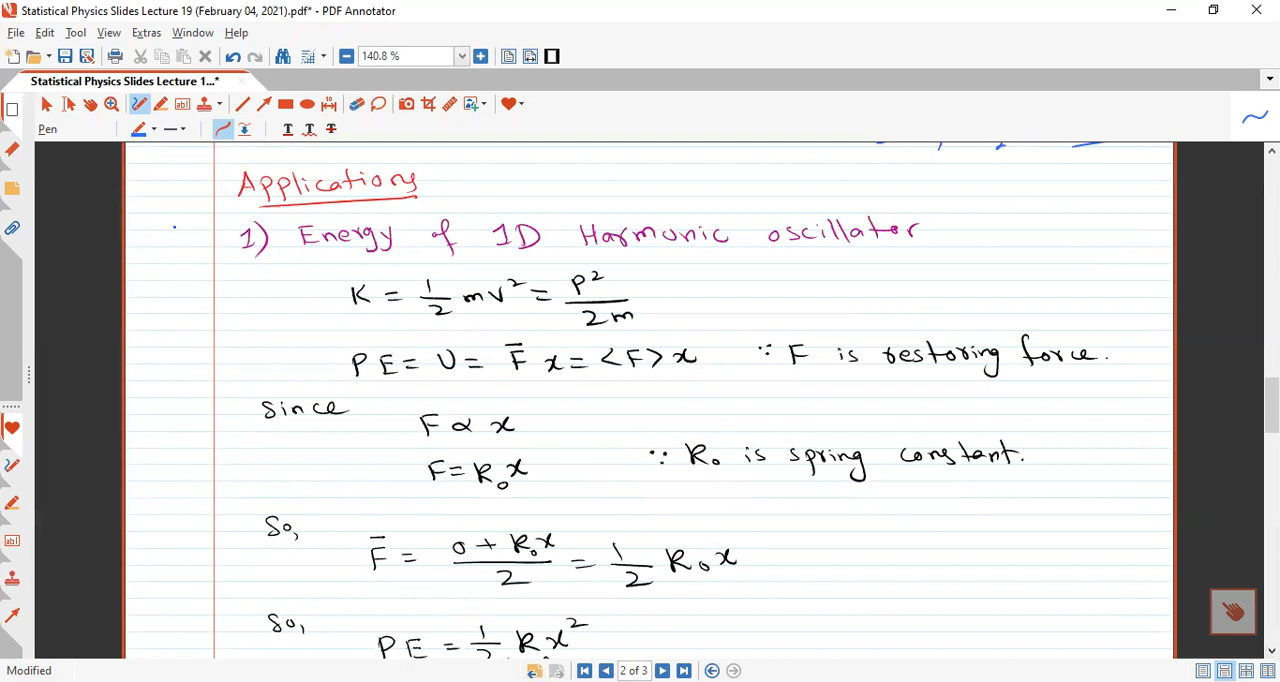 Statistical Physics Slides Lecture 19 (February 04, 2021).pdf* - PDF Annotator
File Edit Tool View Extras Window Help
140.8 %
Statistical Physics Slides Lecture 1...*
Pen
Applications
1) Energy of 1D Harmonic oscillator
K = 1/2 mv² = P²/2m
PE = U = F̄ x = <F> x ∵ F is restoring force.
Since
F ∝ x
F = K₀x ∵ K₀ is spring constant.
So,
F̄ = (0 + K₀x)/2 = 1/2 K₀x
So,
PE = 1/2 K₀x²
Modified
2 of 3